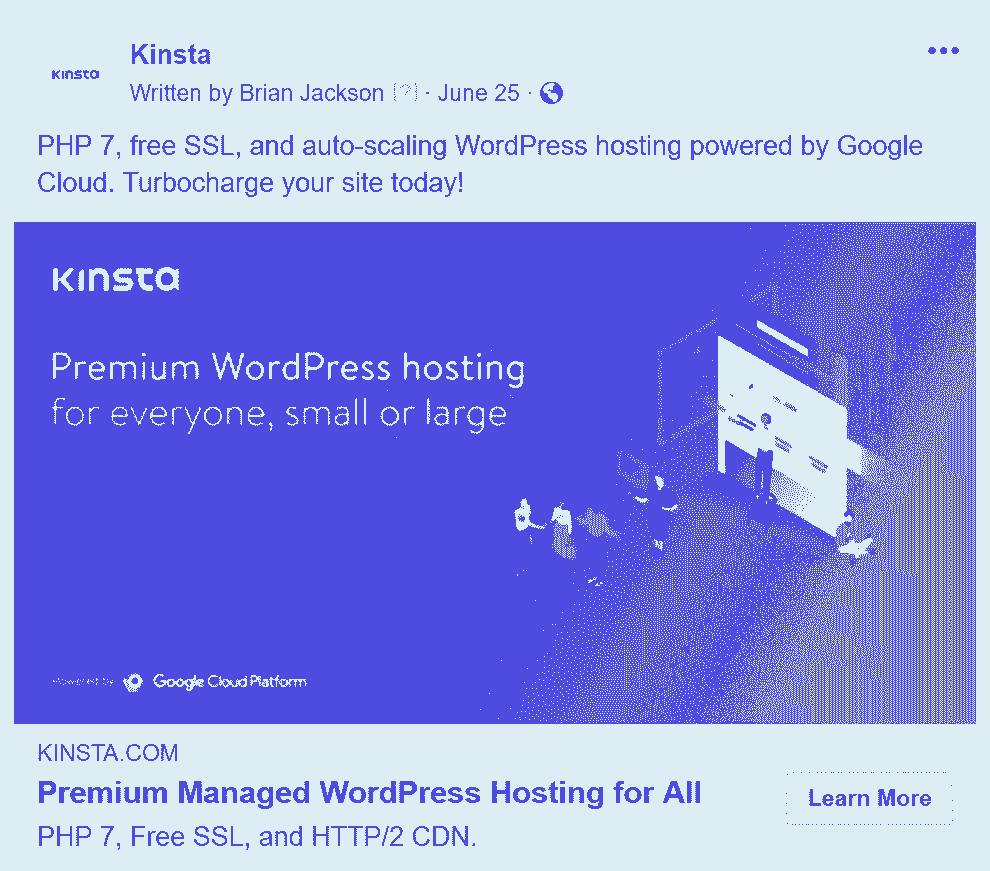 Kinsta
KINSTA
Written by Brian Jackson [?] · June 25 ·
PHP 7, free SSL, and auto-scaling WordPress hosting powered by Google
Cloud. Turbocharge your site today!
KINSTA
Premium WordPress hosting
for everyone, small or large
Powered by Google Cloud Platform
KINSTA.COM
Premium Managed WordPress Hosting for All
Learn More
PHP 7, Free SSL, and HTTP/2 CDN.